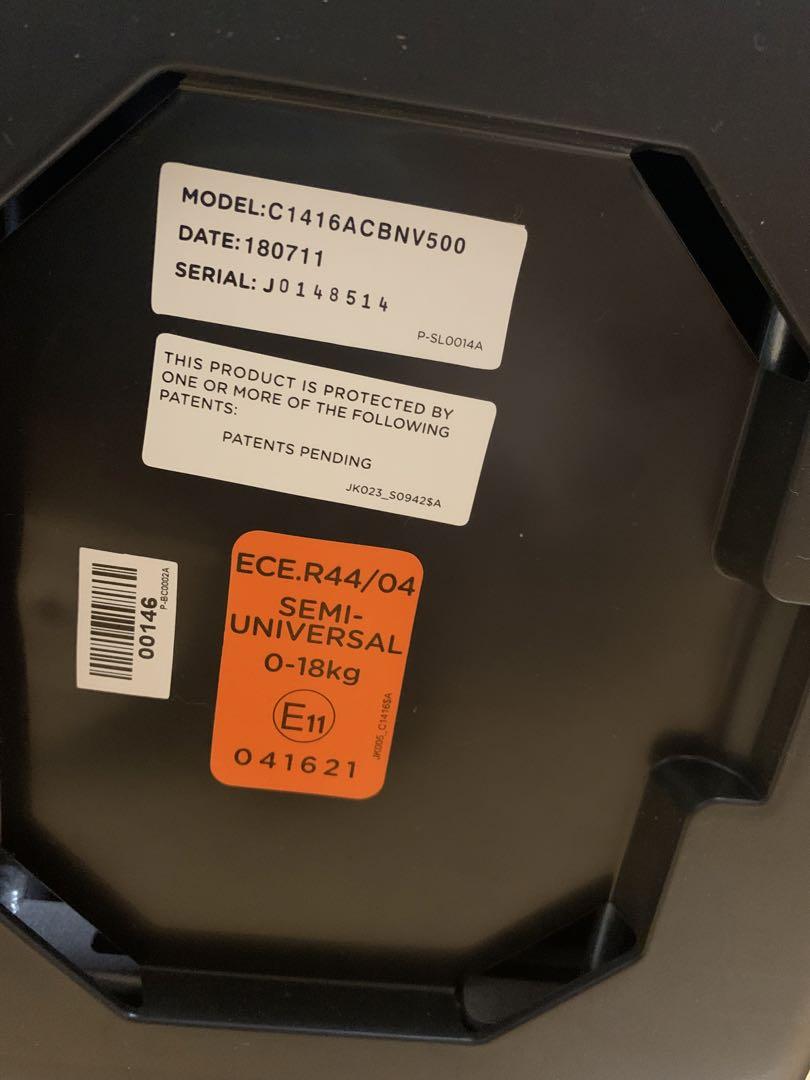 MODEL:C1416ACBNV500
DATE:180711
SERIAL: J0148514
P-SL0014A
THIS PRODUCT IS PROTECTED BY
ONE OR MORE OF THE FOLLOWING
PATENTS:
PATENTS PENDING
JK023_S0942$A
00146
P-BC0002A
ECE.R44/04
SEMI-
UNIVERSAL
0-18kg
E11
041621
JK005_C1416$A